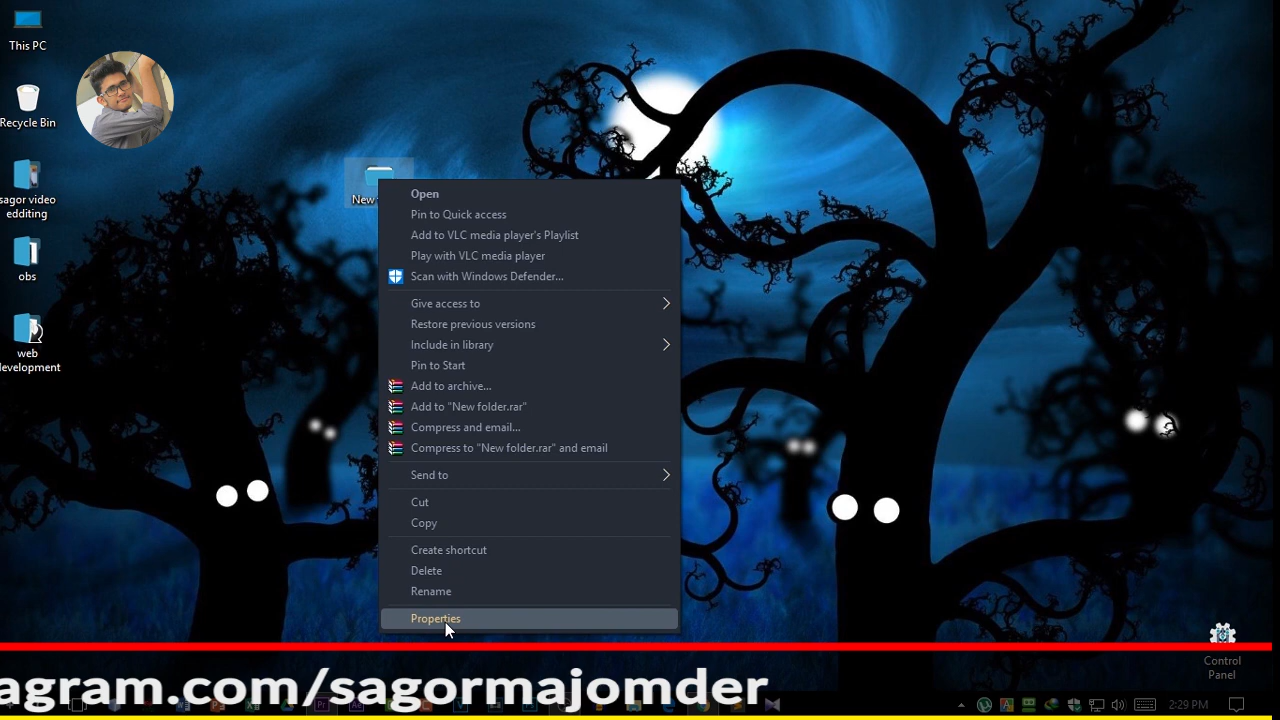 This PC
Recycle Bin
sagor video
eddting
obs
web
development
New
Open
Pin to Quick access
Add to VLC media player's Playlist
Play with VLC media player
Scan with Windows Defender...
Give access to
Restore previous versions
Include in library
Pin to Start
Add to archive...
Add to "New folder.rar"
Compress and email...
Compress to "New folder.rar" and email
Send to
Cut
Copy
Create shortcut
Delete
Rename
Properties
Control
Panel
agram.com/sagormajomder
2:29 PM